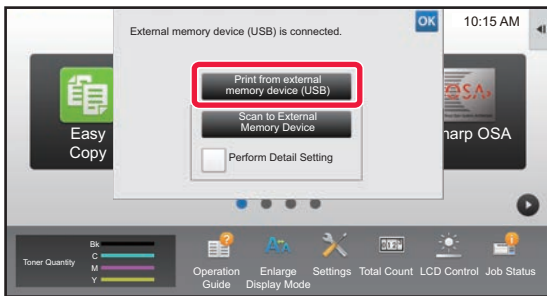 External memory device (USB) is connected.
OK
10:15 AM
Print from external
memory device (USB)
Scan to External
Memory Device
Perform Detail Setting
Easy
Copy
OSA
harp OSA
Toner Quantity
Bk
C
M
Y
Operation
Guide
Enlarge
Display Mode
Settings
Total Count
LCD Control
Job Status